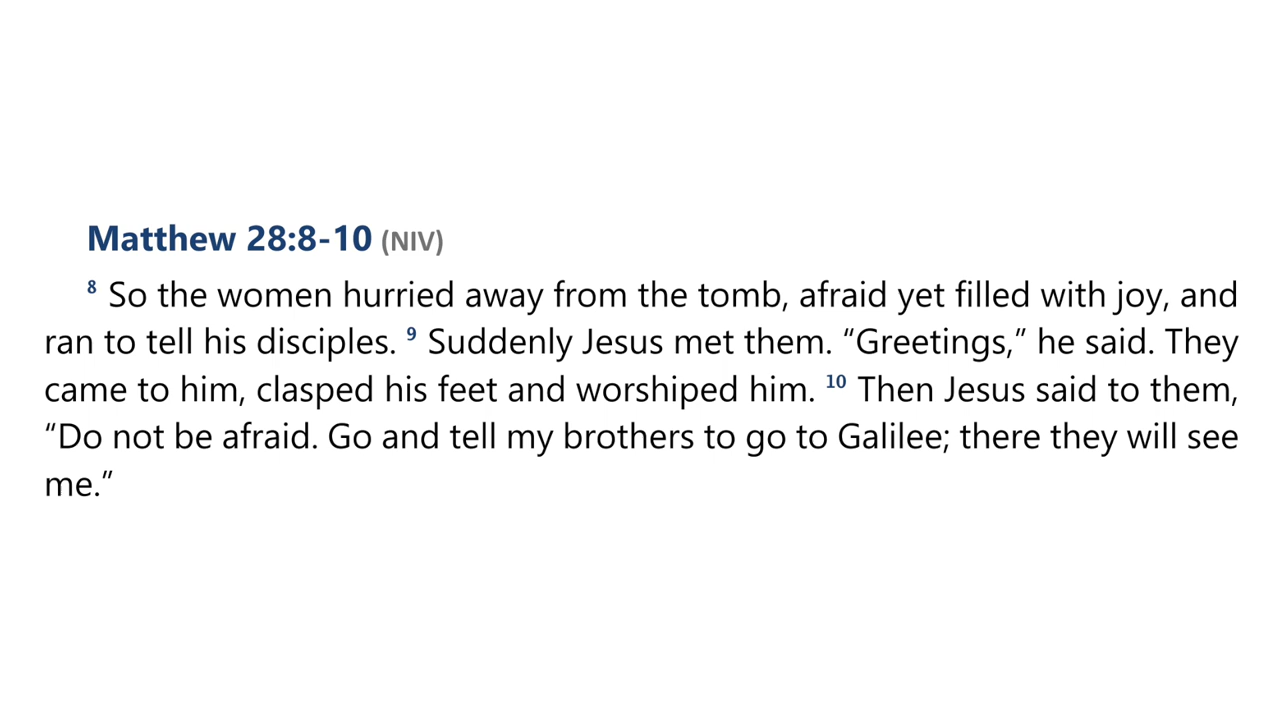 Matthew 28:8-10 (NIV)
8 So the women hurried away from the tomb, afraid yet filled with joy, and
ran to tell his disciples. 9 Suddenly Jesus met them. “Greetings,” he said. They
came to him, clasped his feet and worshiped him. 10 Then Jesus said to them,
“Do not be afraid. Go and tell my brothers to go to Galilee; there they will see
me.”